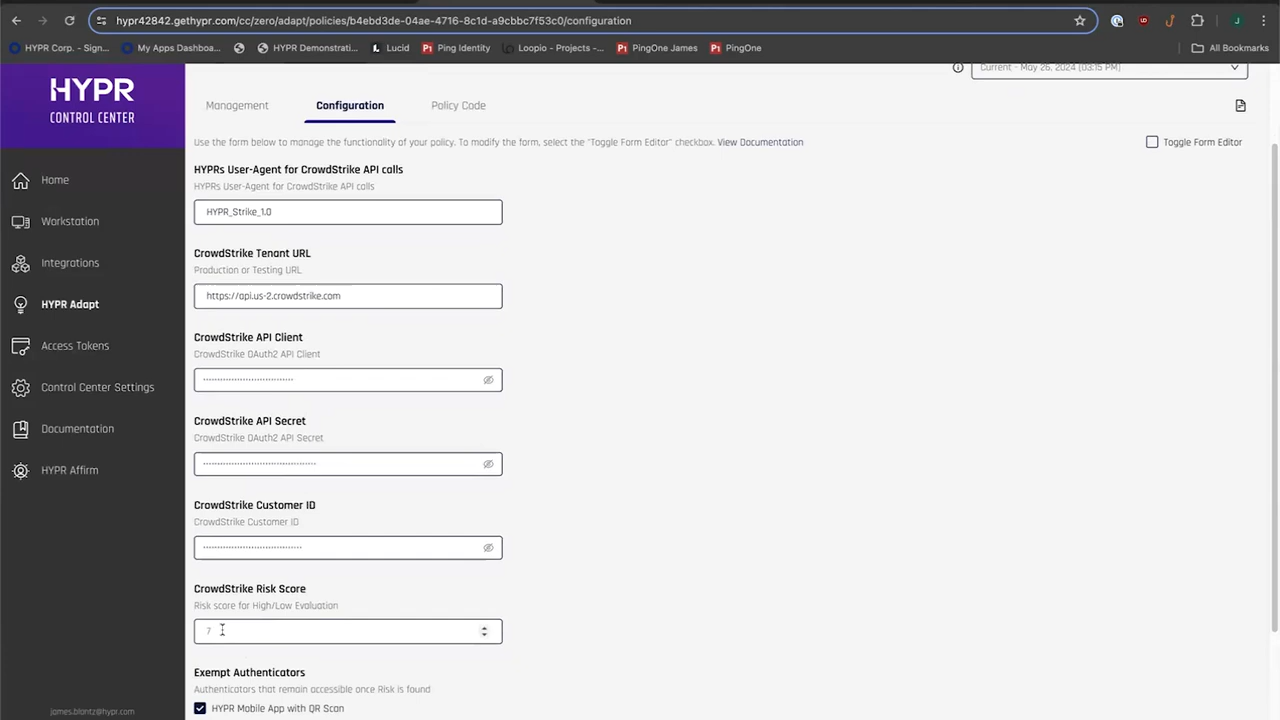 hypr42842.gethypr.com/cc/zero/adapt/policies/b4ebd3de-04ae-4716-8c1d-a9cbbc7f53c0/configuration
HYPR Corp. - Sign... My Apps Dashboa... HYPR Demonstrati... Lucid Ping Identity Loopio - Projects -... PingOne James PingOne All Bookmarks
HYPR
CONTROL CENTER
Home
Workstation
Integrations
HYPR Adapt
Access Tokens
Control Center Settings
Documentation
HYPR Affirm
james.blantz@hypr.com
Current - May 26, 2024 (03:15 PM)
Management Configuration Policy Code
Use the form below to manage the functionality of your policy. To modify the form, select the "Toggle Form Editor" checkbox. View Documentation
Toggle Form Editor
HYPRs User-Agent for CrowdStrike API calls
HYPRs User-Agent for CrowdStrike API calls
HYPR_Strike_1.0
CrowdStrike Tenant URL
Production or Testing URL
https://api.us-2.crowdstrike.com
CrowdStrike API Client
CrowdStrike OAuth2 API Client
CrowdStrike API Secret
CrowdStrike OAuth2 API Secret
CrowdStrike Customer ID
CrowdStrike Customer ID
CrowdStrike Risk Score
Risk score for High/Low Evaluation
7
Exempt Authenticators
Authenticators that remain accessible once Risk is found
HYPR Mobile App with QR Scan